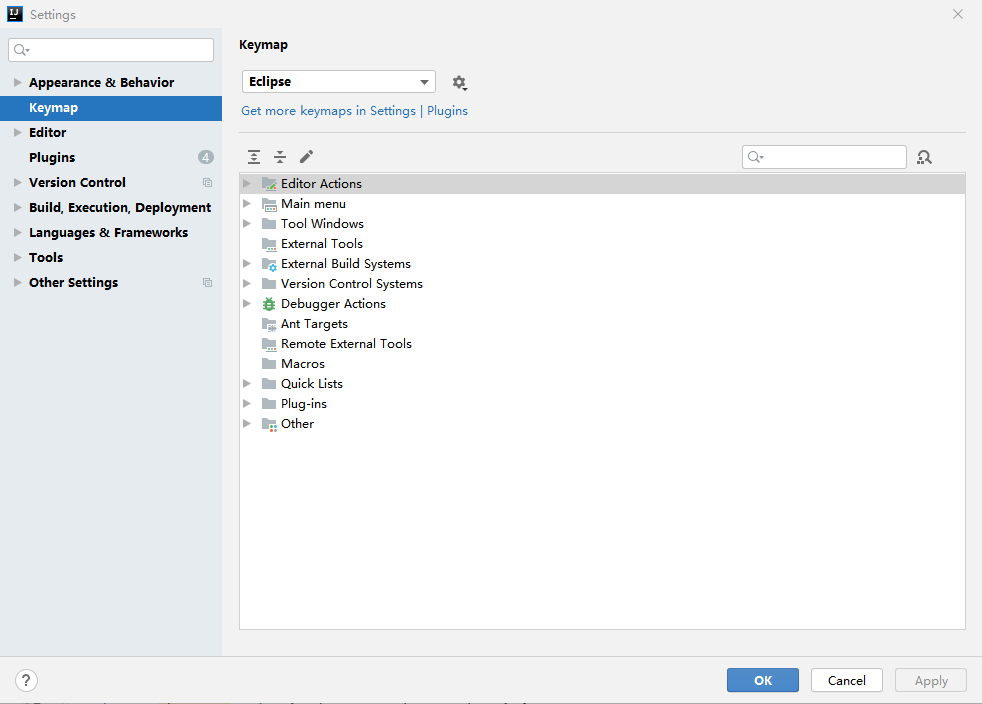 Settings
Keymap
Appearance & Behavior
Keymap
Editor
Plugins 4
Version Control
Build, Execution, Deployment
Languages & Frameworks
Tools
Other Settings
Eclipse
Get more keymaps in Settings | Plugins
Editor Actions
Main menu
Tool Windows
External Tools
External Build Systems
Version Control Systems
Debugger Actions
Ant Targets
Remote External Tools
Macros
Quick Lists
Plug-ins
Other
?
OK
Cancel
Apply